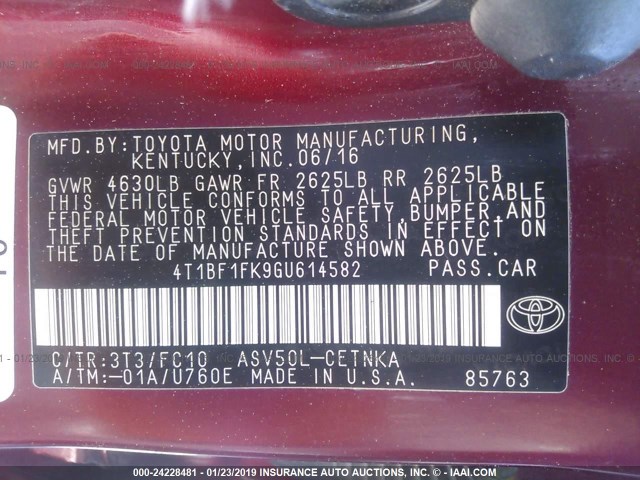 MFD.BY: TOYOTA MOTOR MANUFACTURING,
KENTUCKY, INC. 06/16
GVWR 4630LB GAWR FR 2625LB RR 2625LB
THIS VEHICLE CONFORMS TO ALL APPLICABLE
FEDERAL MOTOR VEHICLE SAFETY, BUMPER, AND
THEFT PREVENTION STANDARDS IN EFFECT ON
THE DATE OF MANUFACTURE SHOWN ABOVE.
4T1BF1FK9GU614582 PASS.CAR
C/TR: 3T3/FC10 ASV50L-CETNKA
A/TM: -01A/U760E MADE IN U.S.A. 85763
000-24228481 - 01/23/2019 INSURANCE AUTO AUCTIONS, INC. - © - IAAI.COM